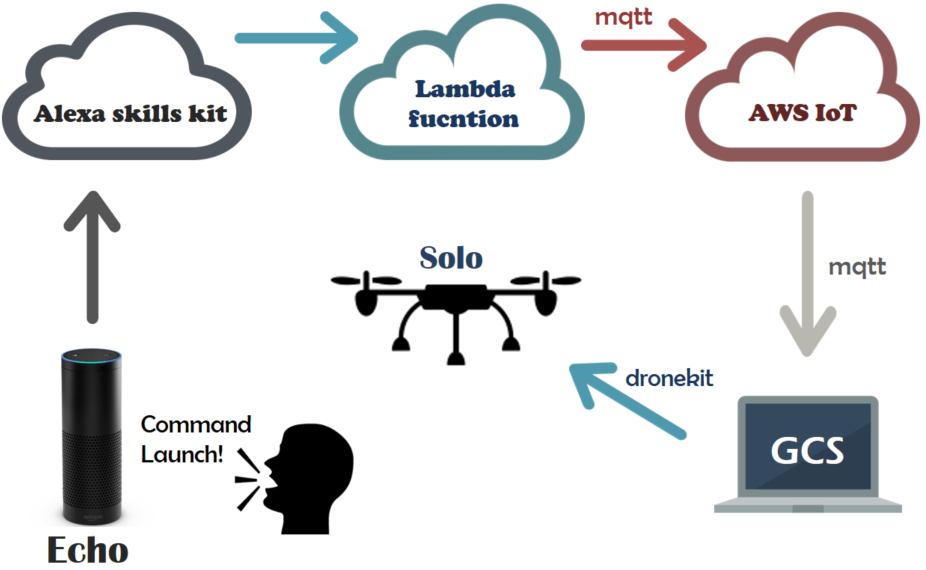 mqtt
Alexa skills kit
Lambda
fucntion
AWS IoT
Solo
mqtt
dronekit
Command
Launch!
GCS
Echo